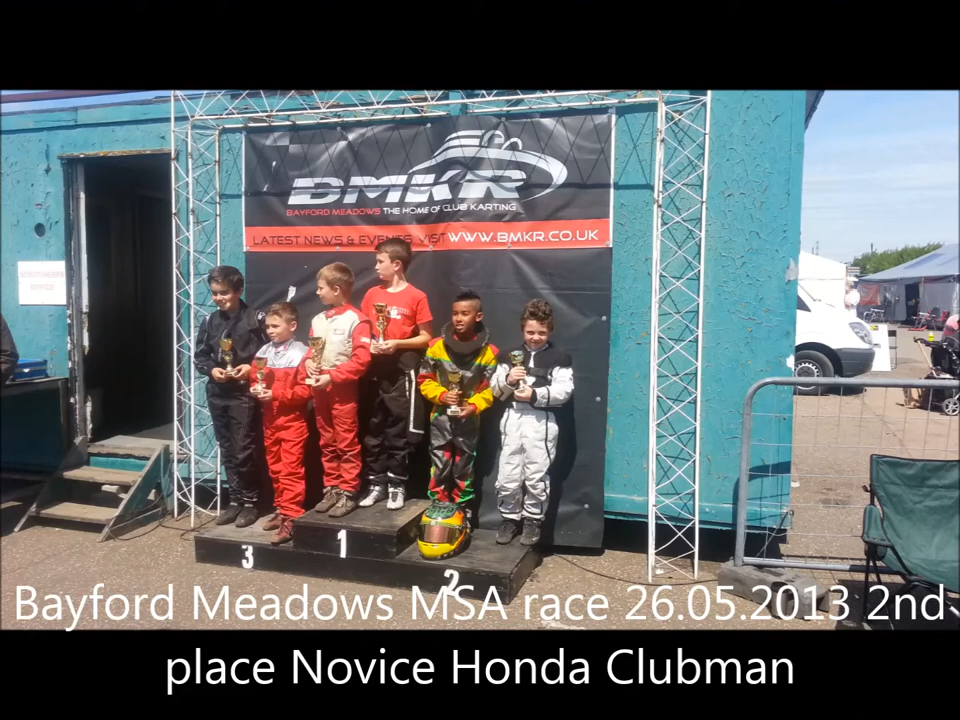 BMKR
BAYFORD MEADOWS THE HOME OF CLUB KARTING
LATEST NEWS & EVENTS VISIT WWW.BMKR.CO.UK
3
1
2
Bayford Meadows MSA race 26.05.2013 2nd
place Novice Honda Clubman